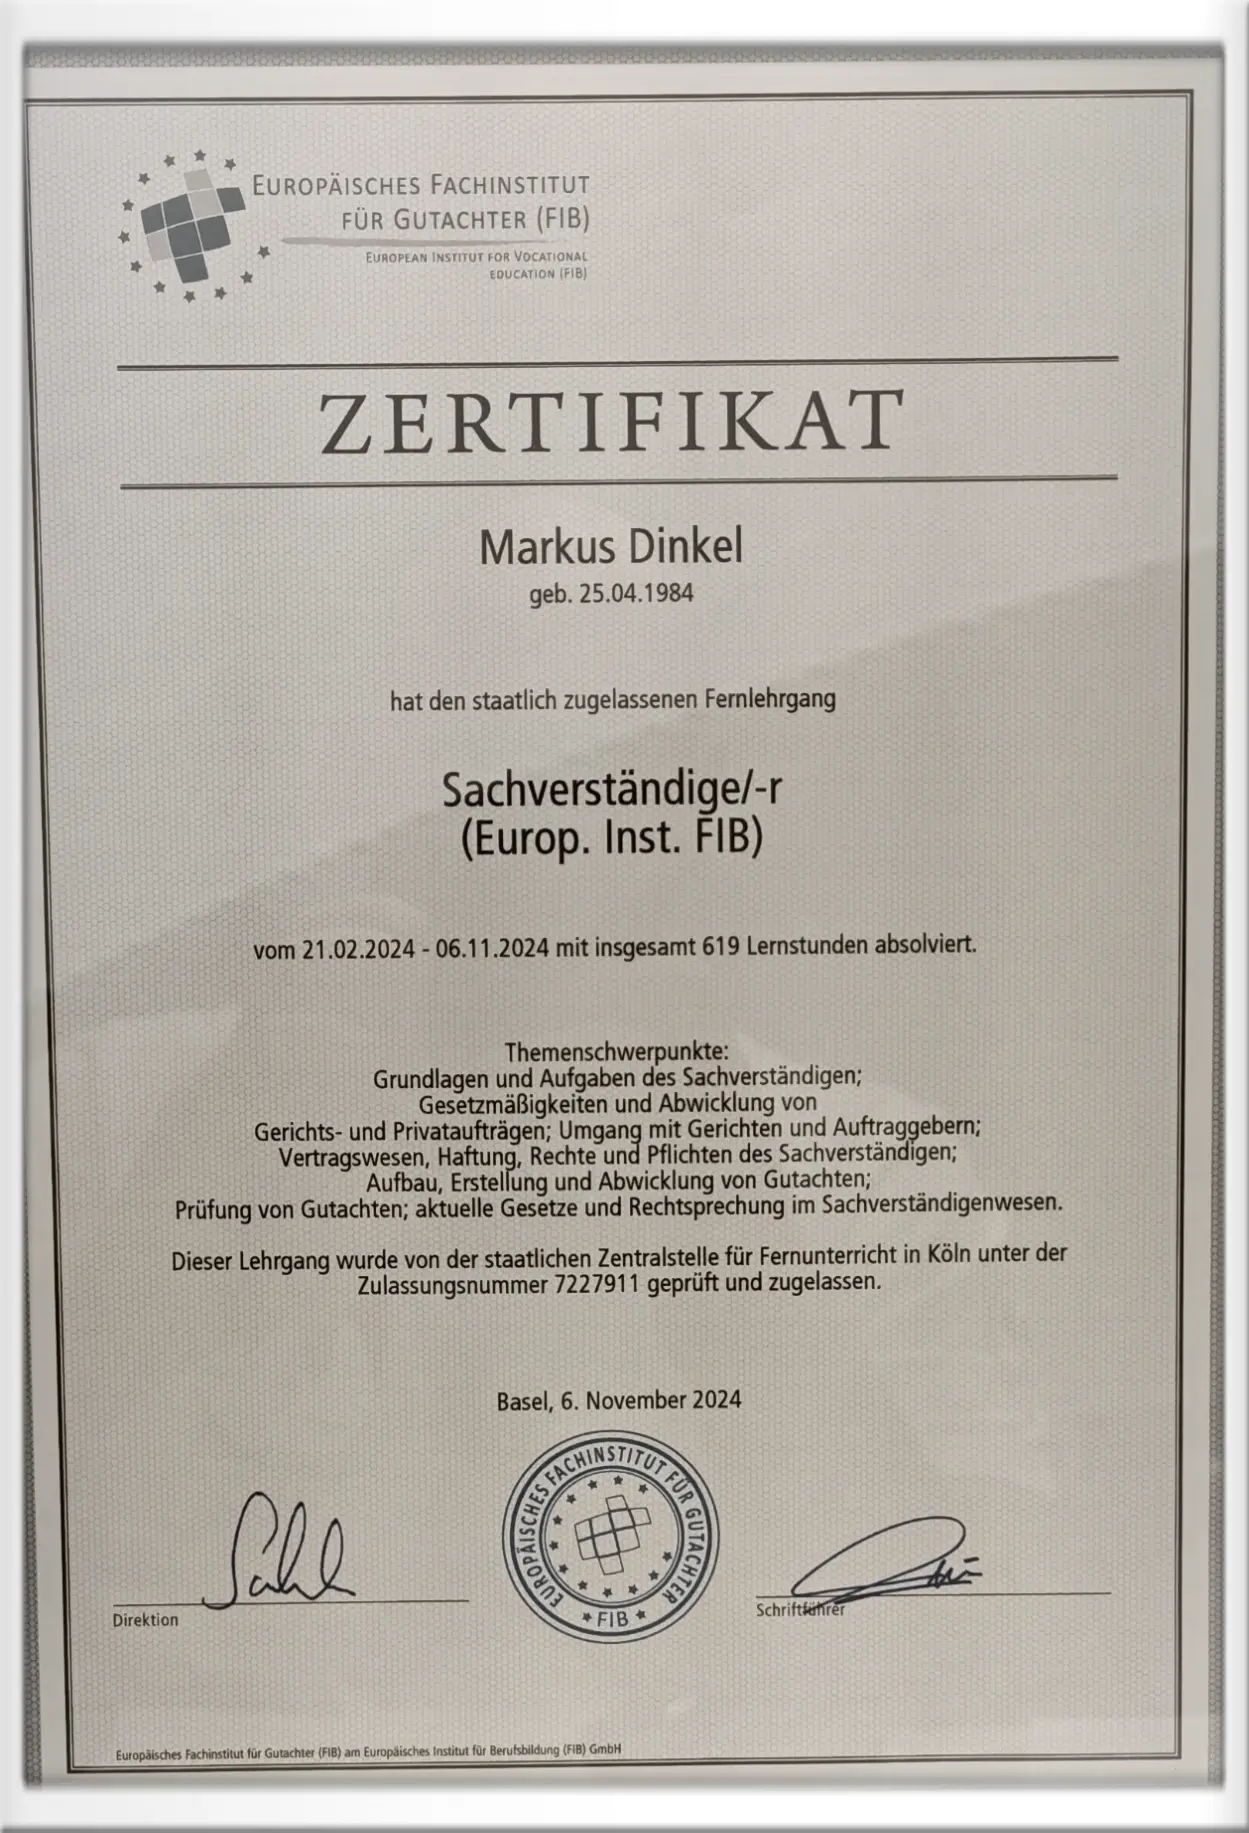 EUROPÄISCHES FACHINSTITUT
FÜR GUTACHTER (FIB)
EUROPEAN INSTITUT FOR VOCATIONAL
EDUCATION (FIB)
ZERTIFIKAT
Markus Dinkel
geb. 25.04.1984
hat den staatlich zugelassenen Fernlehrgang
Sachverständige/-r
(Europ. Inst. FIB)
vom 21.02.2024 - 06.11.2024 mit insgesamt 619 Lernstunden absolviert.
Themenschwerpunkte:
Grundlagen und Aufgaben des Sachverständigen;
Gesetzmäßigkeiten und Abwicklung von
Gerichts- und Privataufträgen; Umgang mit Gerichten und Auftraggebern;
Vertragswesen, Haftung, Rechte und Pflichten des Sachverständigen;
Aufbau, Erstellung und Abwicklung von Gutachten;
Prüfung von Gutachten; aktuelle Gesetze und Rechtsprechung im Sachverständigenwesen.
Dieser Lehrgang wurde von der staatlichen Zentralstelle für Fernunterricht in Köln unter der
Zulassungsnummer 7227911 geprüft und zugelassen.
Basel, 6. November 2024
EUROPÄISCHES FACHINSTITUT FÜR GUTACHTER
FIB
Direktion
Schriftführer
Europäisches Fachinstitut für Gutachter (FIB) am Europäisches Institut für Berufsbildung (FIB) GmbH